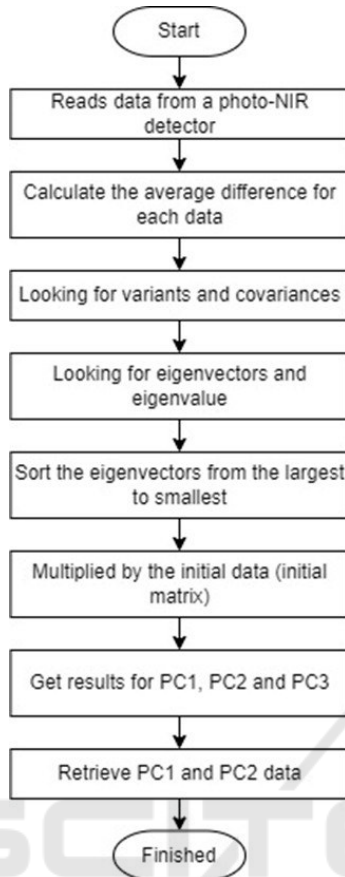 Start
Reads data from a photo-NIR
detector
Calculate the average difference for
each data
Looking for variants and covariances
Looking for eigenvectors and
eigenvalue
Sort the eigenvectors from the largest
to smallest
Multiplied by the initial data (initial
matrix)
Get results for PC1, PC2 and PC3
Retrieve PC1 and PC2 data
Finished